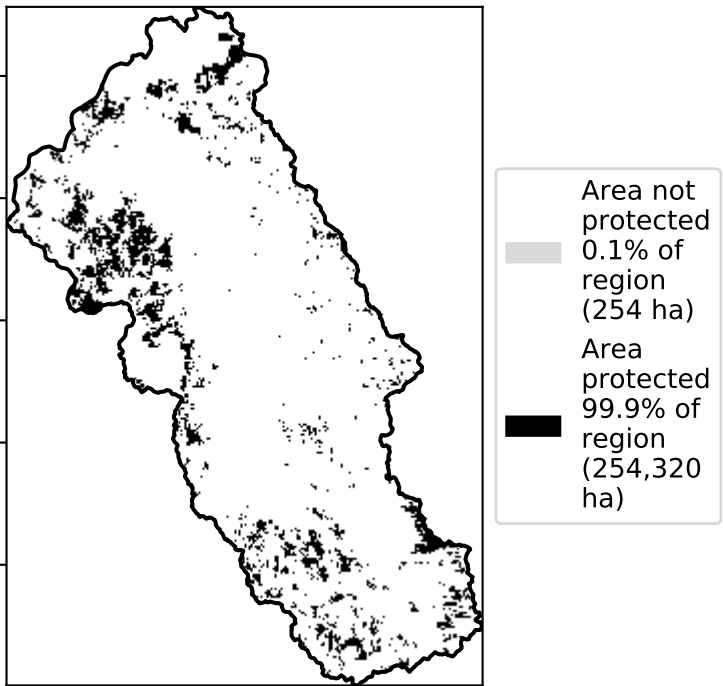 Area not
protected
0.1% of
region
(254 ha)
Area
protected
99.9% of
region
(254,320
ha)